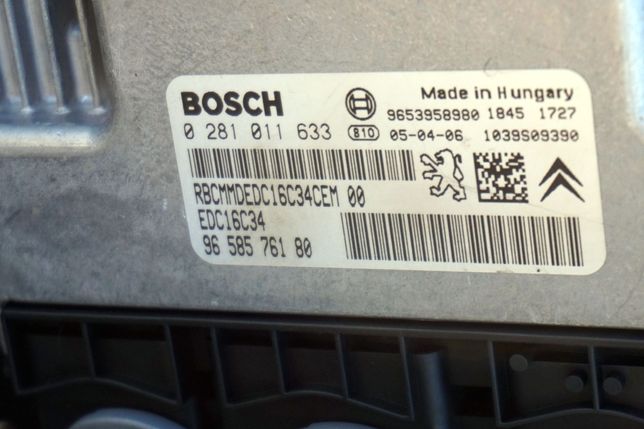 BOSCH
Made in Hungary
9653958980 1845 1727
0 281 011 633 810 05-04-06 1039S09390
RBCMMDEDC16C34CEM 00
EDC16C34
96 585 761 80